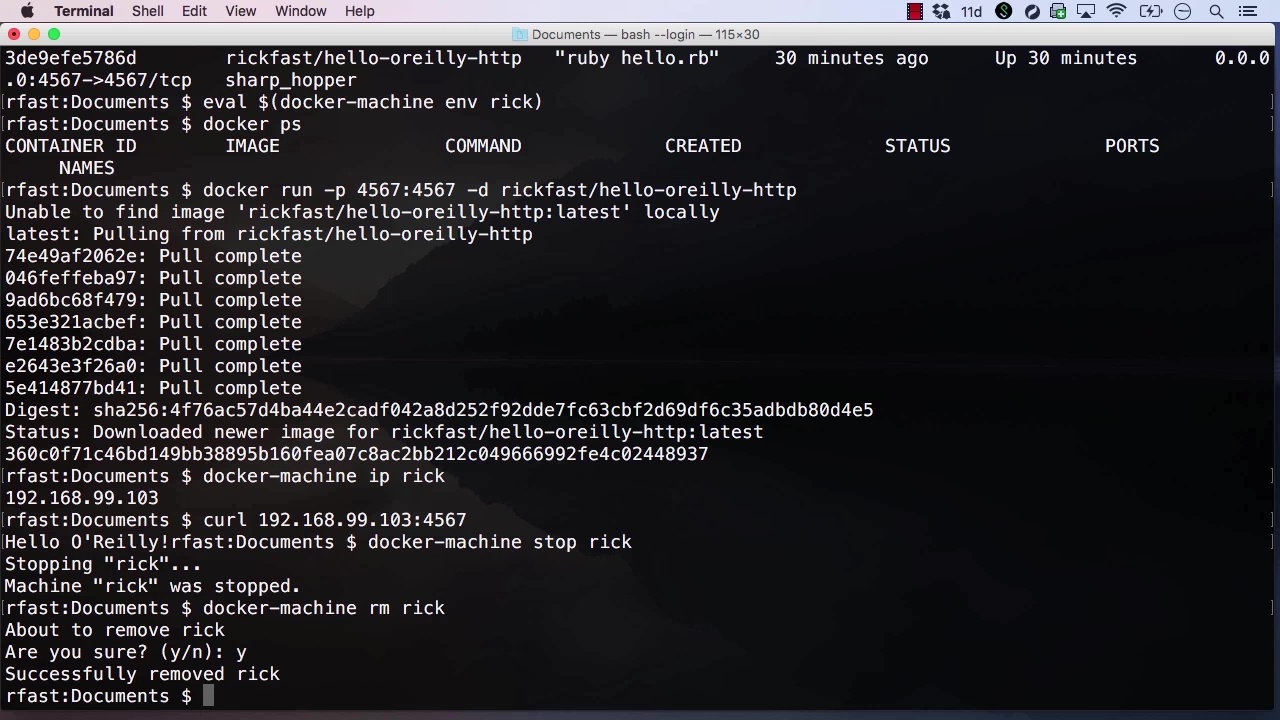 Terminal Shell Edit View Window Help 11d
Documents — bash --login — 115×30
3de9efe5786d rickfast/hello-oreilly-http "ruby hello.rb" 30 minutes ago Up 30 minutes 0.0.0
.0:4567->4567/tcp sharp_hopper
[rfast:Documents $ eval $(docker-machine env rick) ]
[rfast:Documents $ docker ps ]
CONTAINER ID IMAGE COMMAND CREATED STATUS PORTS
NAMES
[rfast:Documents $ docker run -p 4567:4567 -d rickfast/hello-oreilly-http ]
Unable to find image 'rickfast/hello-oreilly-http:latest' locally
latest: Pulling from rickfast/hello-oreilly-http
74e49af2062e: Pull complete
046feffeba97: Pull complete
9ad6bc68f479: Pull complete
653e321acbef: Pull complete
7e1483b2cdba: Pull complete
e2643e3f26a0: Pull complete
5e414877bd41: Pull complete
Digest: sha256:4f76ac57d4ba44e2cadf042a8d252f92dde7fc63cbf2d69df6c35adbdb80d4e5
Status: Downloaded newer image for rickfast/hello-oreilly-http:latest
360c0f71c46bd149bb38895b160fea07c8ac2bb212c049666992fe4c02448937
[rfast:Documents $ docker-machine ip rick ]
192.168.99.103
[rfast:Documents $ curl 192.168.99.103:4567 ]
[Hello O'Reilly!rfast:Documents $ docker-machine stop rick ]
Stopping "rick"...
Machine "rick" was stopped.
[rfast:Documents $ docker-machine rm rick ]
About to remove rick
Are you sure? (y/n): y
Successfully removed rick
rfast:Documents $